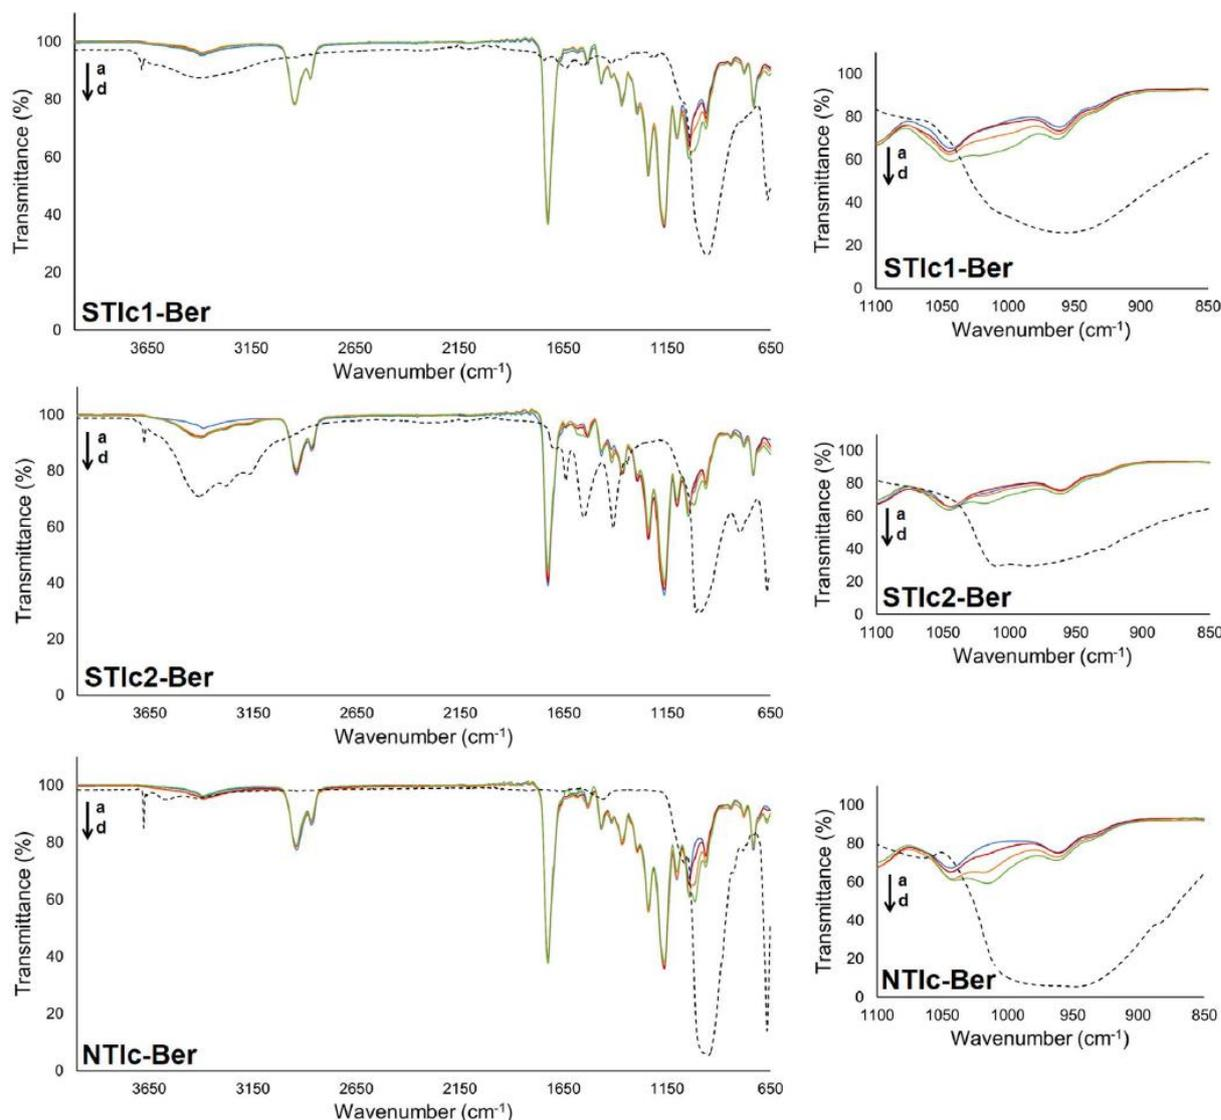 100
80
60
40
20
0
Transmittance (%)
a
d
STIc1-Ber
3650 3150 2650 2150 1650 1150 650
Wavenumber (cm-1)
100
80
60
40
20
0
Transmittance (%)
a
d
STIc1-Ber
1100 1050 1000 950 900 850
Wavenumber (cm-1)
100
80
60
40
20
0
Transmittance (%)
a
d
STIc2-Ber
3650 3150 2650 2150 1650 1150 650
Wavenumber (cm-1)
100
80
60
40
20
0
Transmittance (%)
a
d
STIc2-Ber
1100 1050 1000 950 900 850
Wavenumber (cm-1)
100
80
60
40
20
0
Transmittance (%)
a
d
NTIc-Ber
3650 3150 2650 2150 1650 1150 650
Wavenumber (cm-1)
100
80
60
40
20
0
Transmittance (%)
a
d
NTIc-Ber
1100 1050 1000 950 900 850
Wavenumber (cm-1)